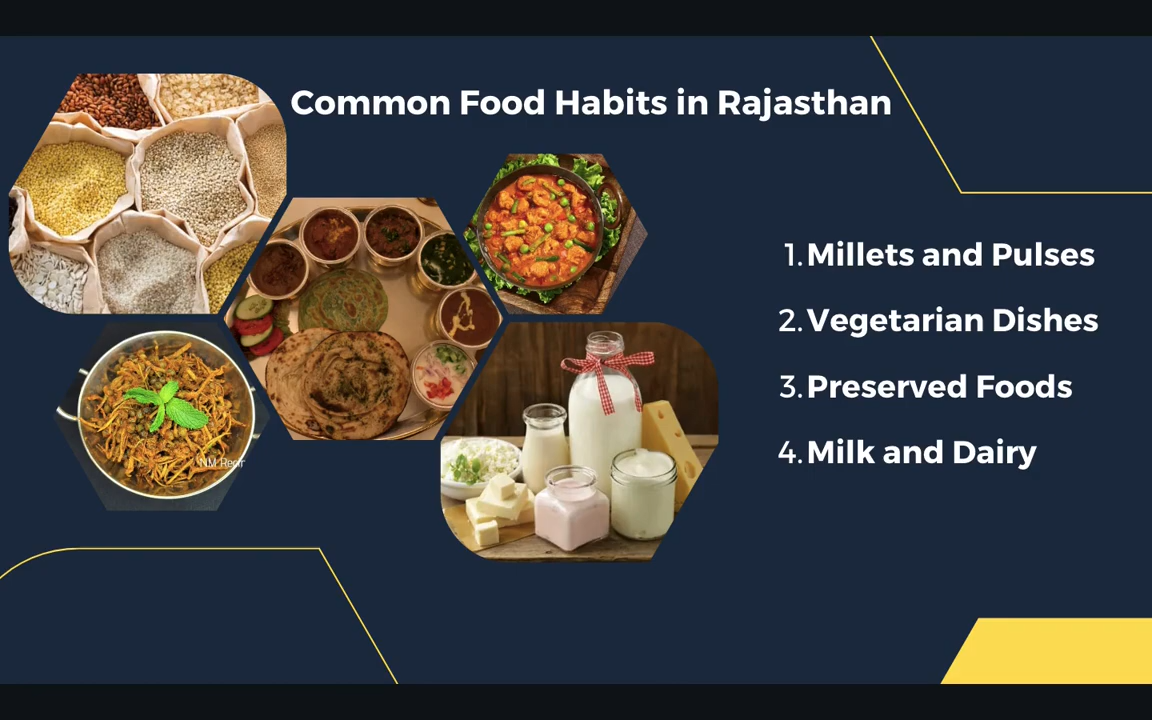 Common Food Habits in Rajasthan
1. Millets and Pulses
2. Vegetarian Dishes
3. Preserved Foods
4. Milk and Dairy
NM